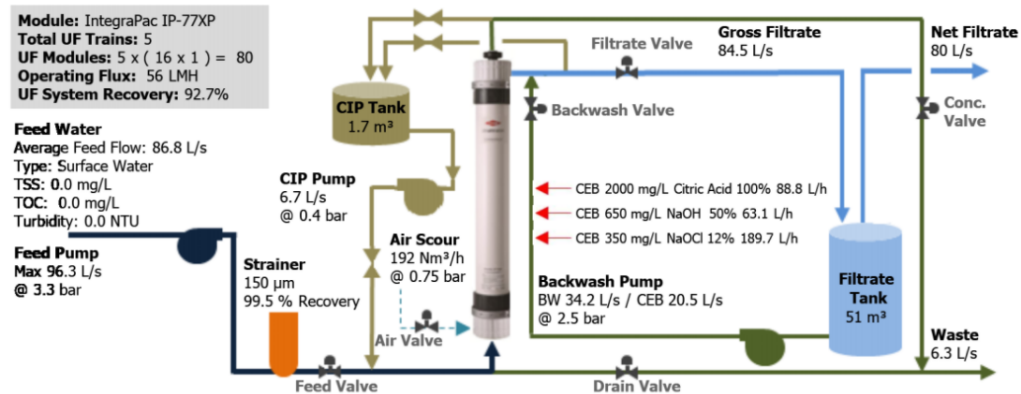 Module: IntegraPac IP-77XP
Total UF Trains: 5
UF Modules: 5 x ( 16 x 1 ) = 80
Operating Flux: 56 LMH
UF System Recovery: 92.7%
Feed Water
Average Feed Flow: 86.8 L/s
Type: Surface Water
TSS: 0.0 mg/L
TOC: 0.0 mg/L
Turbidity: 0.0 NTU
Feed Pump
Max 96.3 L/s
@ 3.3 bar
Strainer
150 µm
99.5 % Recovery
Feed Valve
CIP Tank
1.7 m³
CIP Pump
6.7 L/s
@ 0.4 bar
Air Scour
192 Nm³/h
@ 0.75 bar
Air Valve
Filtrate Valve
Gross Filtrate
84.5 L/s
Net Filtrate
80 L/s
Backwash Valve
Conc.
Valve
CEB 2000 mg/L Citric Acid 100% 88.8 L/h
CEB 650 mg/L NaOH 50% 63.1 L/h
CEB 350 mg/L NaOCl 12% 189.7 L/h
Backwash Pump
BW 34.2 L/s / CEB 20.5 L/s
@ 2.5 bar
Filtrate
Tank
51 m³
Waste
6.3 L/s
Drain Valve